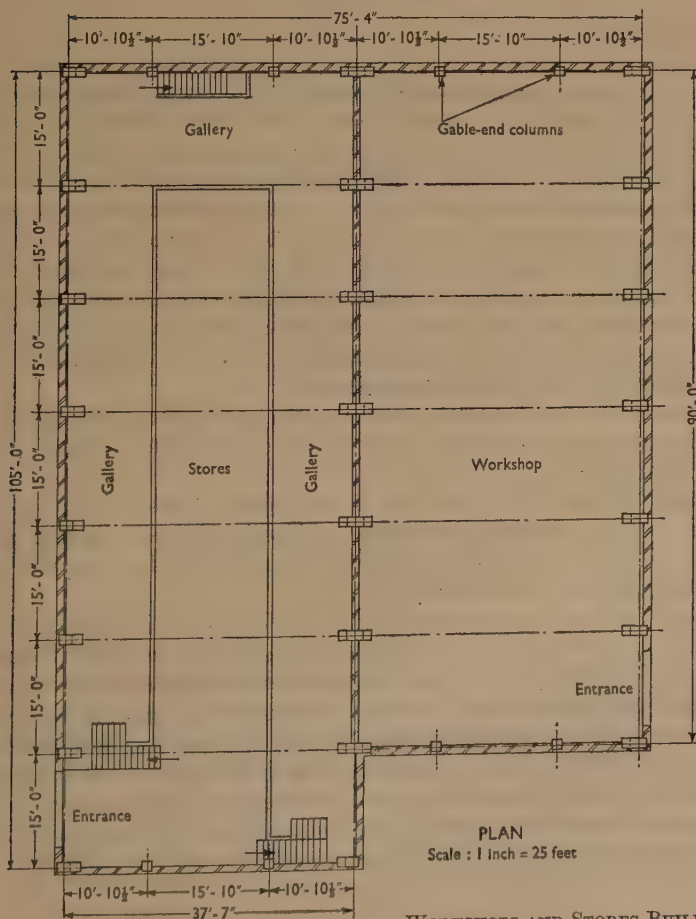 75'- 4"
10'- 10½" 15'- 10" 10'- 10½" 10'- 10½" 15'- 10" 10'- 10½"
Gallery
Gable-end columns
15'- 0"
15'- 0"
15'- 0"
15'- 0"
15'- 0"
15'- 0"
15'- 0"
105'- 0"
90'- 0"
Gallery
Stores
Gallery
Workshop
Entrance
Entrance
PLAN
Scale : 1 inch = 25 feet
10'- 10½" 15'- 10" 10'- 10½"
37'- 7"
AND STORES